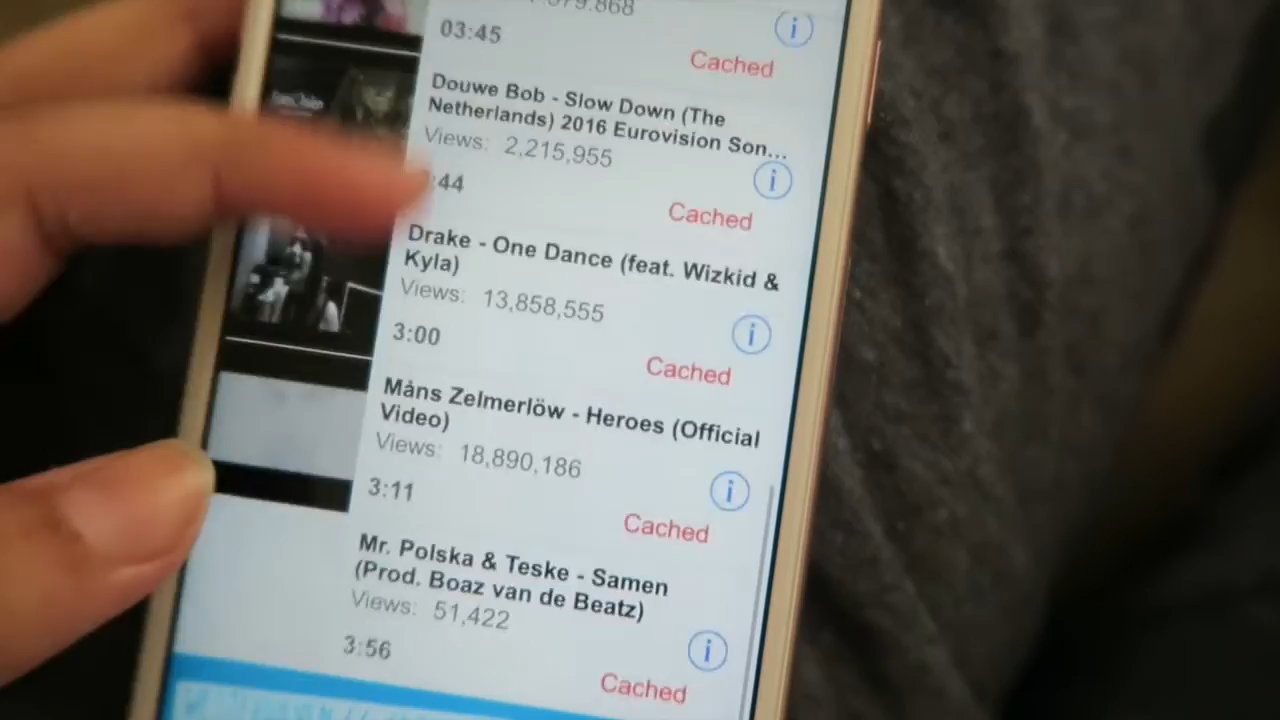 03:45
Cached
Douwe Bob - Slow Down (The
Netherlands) 2016 Eurovision Son...
Views: 2,215,955
:44
Cached
Drake - One Dance (feat. Wizkid &
Kyla)
Views: 13,858,555
3:00
Cached
Måns Zelmerlöw - Heroes (Official
Video)
Views: 18,890,186
3:11
Cached
Mr. Polska & Teske - Samen
(Prod. Boaz van de Beatz)
Views: 51,422
3:56
Cached